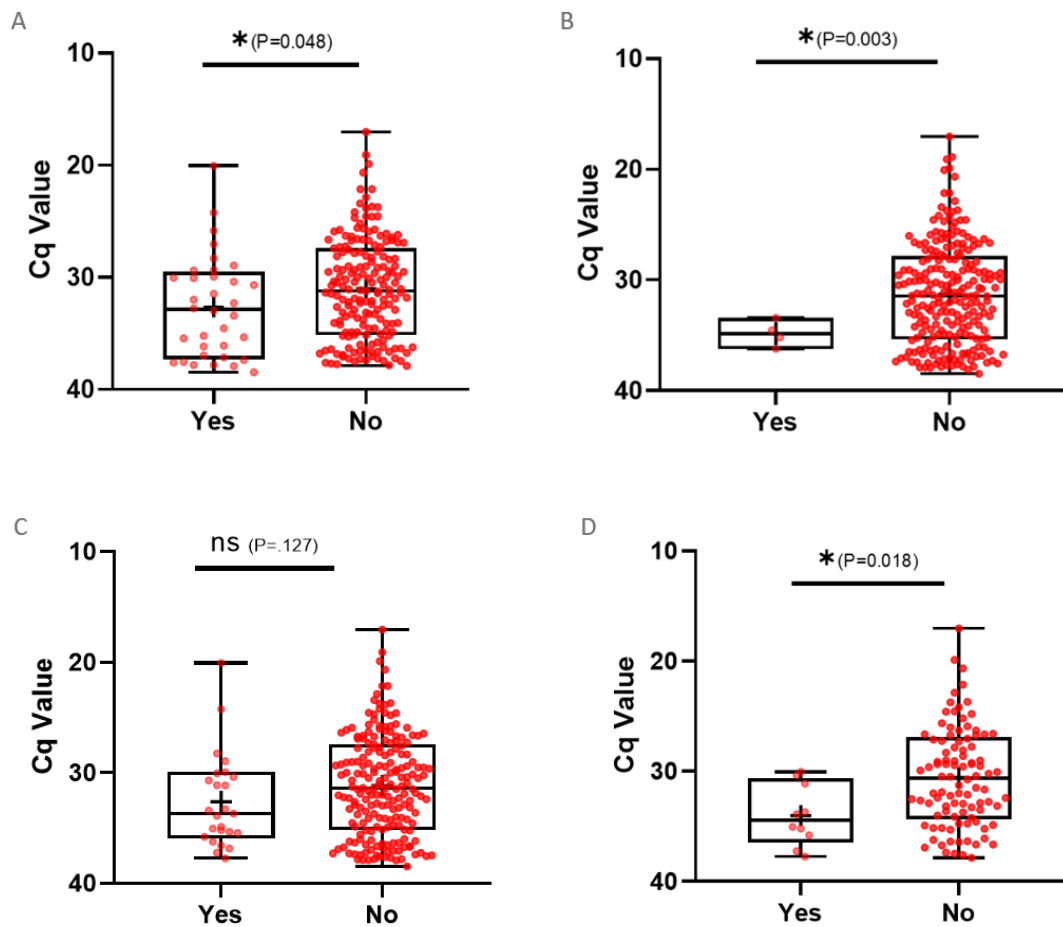 A
* (P=0.048)
10
20
30
40
Cq Value
Yes
No
B
* (P=0.003)
10
20
30
40
Cq Value
Yes
No
C
ns (P=.127)
10
20
30
40
Cq Value
Yes
No
D
* (P=0.018)
10
20
30
40
Cq Value
Yes
No